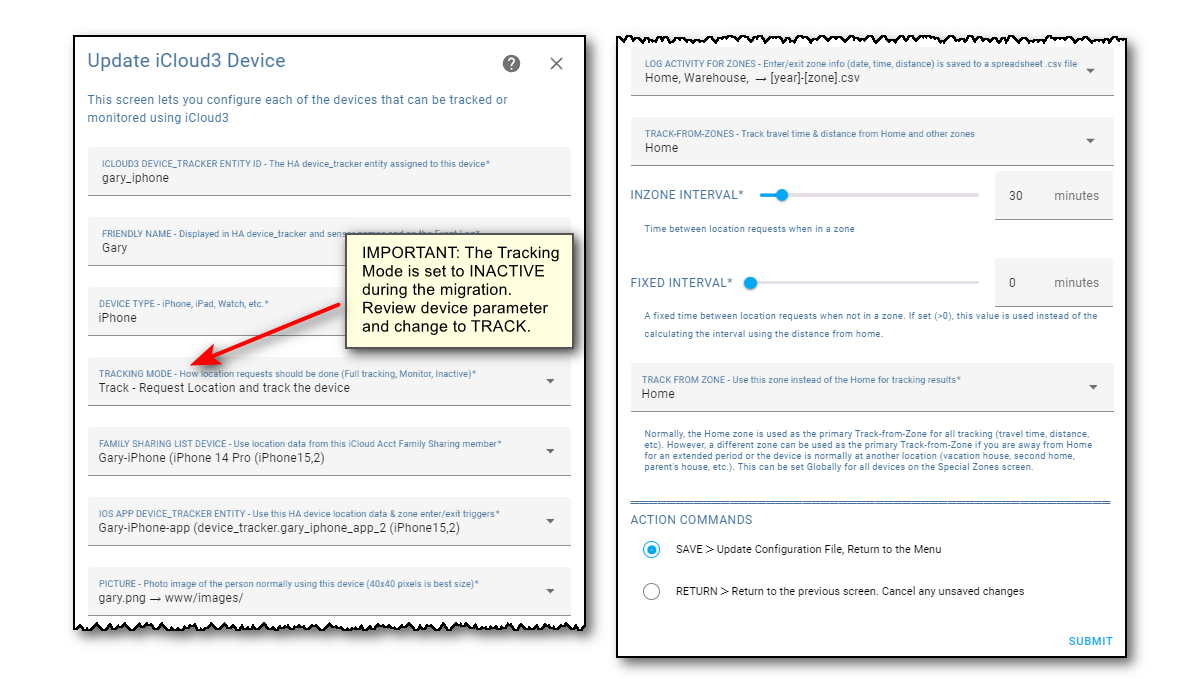 Update iCloud3 Device
This screen lets you configure each of the devices that can be tracked or
monitored using iCloud3
ICLOUD3 DEVICE_TRACKER ENTITY ID - The HA device_tracker entity assigned to this device*
gary_iphone
FRIENDLY NAME - Displayed in HA device_tracker and
Gary
IMPORTANT: The Tracking
Mode is set to INACTIVE
during the migration.
Review device parameter
and change to TRACK.
DEVICE TYPE - iPhone, iPad, Watch, etc.*
iPhone
TRACKING MODE - How location requests should be done (Full tracking, Monitor, Inactive)*
Track - Request Location and track the device
FAMILY SHARING LIST DEVICE - Use location data from this iCloud Acct Family Sharing member*
Gary-iPhone (iPhone 14 Pro (iPhone15,2)
IOS APP DEVICE_TRACKER ENTITY - Use this HA device location data & zone enter/exit triggers*
Gary-iPhone-app (device_tracker.gary_iphone_app_2 (iPhone15,2)
PICTURE - Photo image of the person normally using this device (40x40 pixels is best size)*
gary.png → www/images/
LOG ACTIVITY FOR ZONES - Enter/exit zone info (date, time, distance) is saved to a spreadsheet .csv file
Home, Warehouse, → [year]-[zone].csv
TRACK-FROM-ZONES - Track travel time & distance from Home and other zones
Home
INZONE INTERVAL*
30 minutes
Time between location requests when in a zone
FIXED INTERVAL*
0 minutes
A fixed time between location requests when not in a zone. If set (>0), this value is used instead of the
calculating the interval using the distance from home.
TRACK FROM ZONE - Use this zone instead of the Home for tracking results*
Home
Normally, the Home zone is used as the primary Track-from-Zone for all tracking (travel time, distance,
etc). However, a different zone can be used as the primary Track-from-Zone if you are away from Home
for an extended period or the device is normally at another location (vacation house, second home,
parent's house, etc.). This can be set Globally for all devices on the Special Zones screen.
ACTION COMMANDS
SAVE > Update Configuration File, Return to the Menu
RETURN > Return to the previous screen. Cancel any unsaved changes
SUBMIT